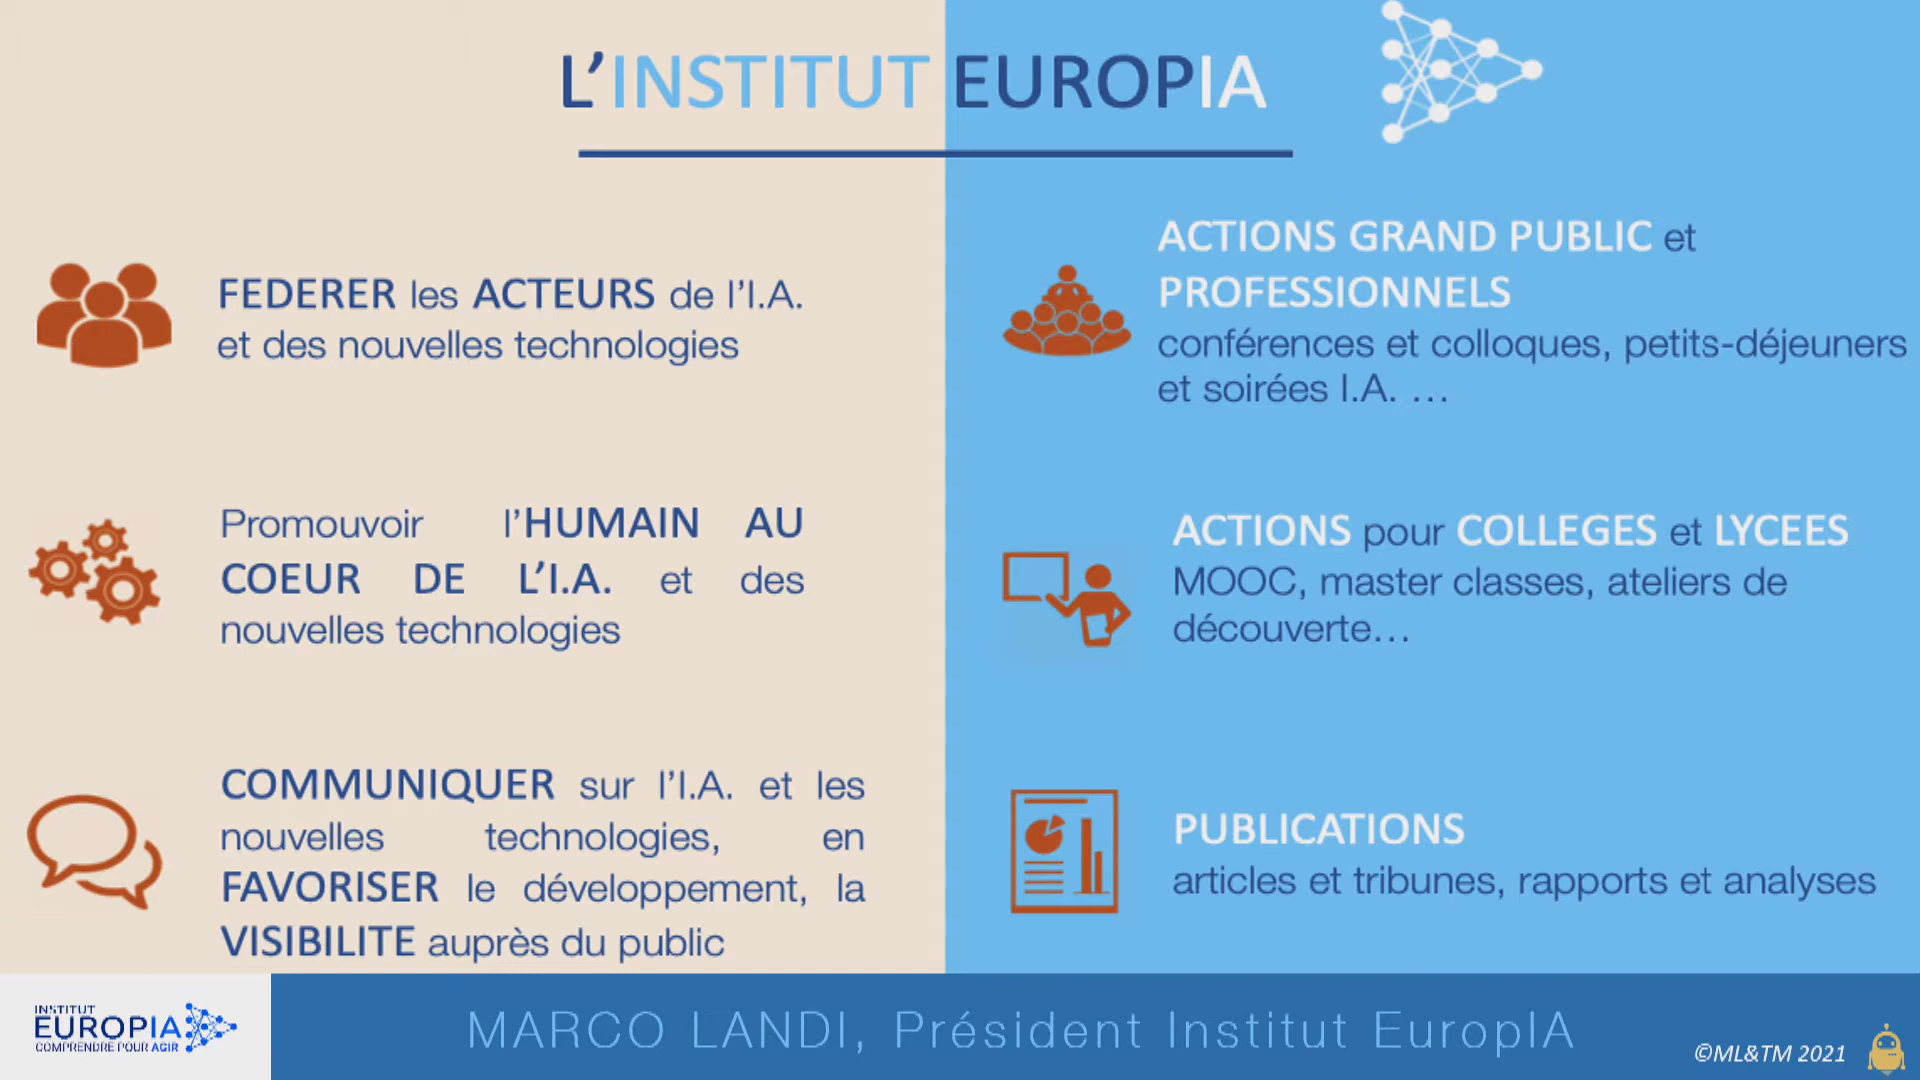 L’INSTITUT EUROPIA
FEDERER les ACTEURS de l’I.A.
et des nouvelles technologies
Promouvoir l’HUMAIN AU
COEUR DE L’I.A. et des
nouvelles technologies
COMMUNIQUER sur l’I.A. et les
nouvelles technologies, en
FAVORISER le développement, la
VISIBILITE auprès du public
ACTIONS GRAND PUBLIC et
PROFESSIONNELS
conférences et colloques, petits-déjeuners
et soirées I.A. …
ACTIONS pour COLLEGES et LYCEES
MOOC, master classes, ateliers de
découverte…
PUBLICATIONS
articles et tribunes, rapports et analyses
INSTITUT
EUROPIA
COMPRENDRE POUR AGIR
MARCO LANDI, Président Institut EuropIA
©ML&TM 2021